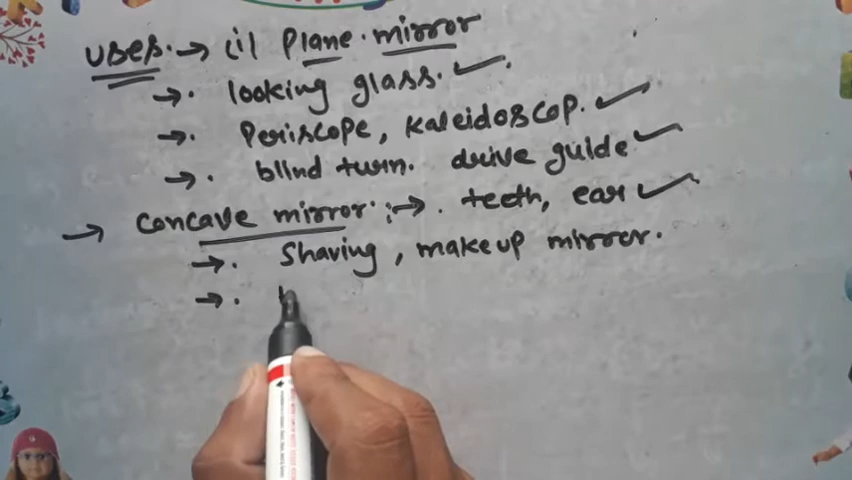 uses.→ (i) Plane.mirror
→. looking glass. ✓.
→. Periscope, Kaleidoscop. ✓
→. blind turn. drive guide ✓
→ Concave mirror:→. teeth, ear ✓
→. Shaving, makeup mirror.
→.